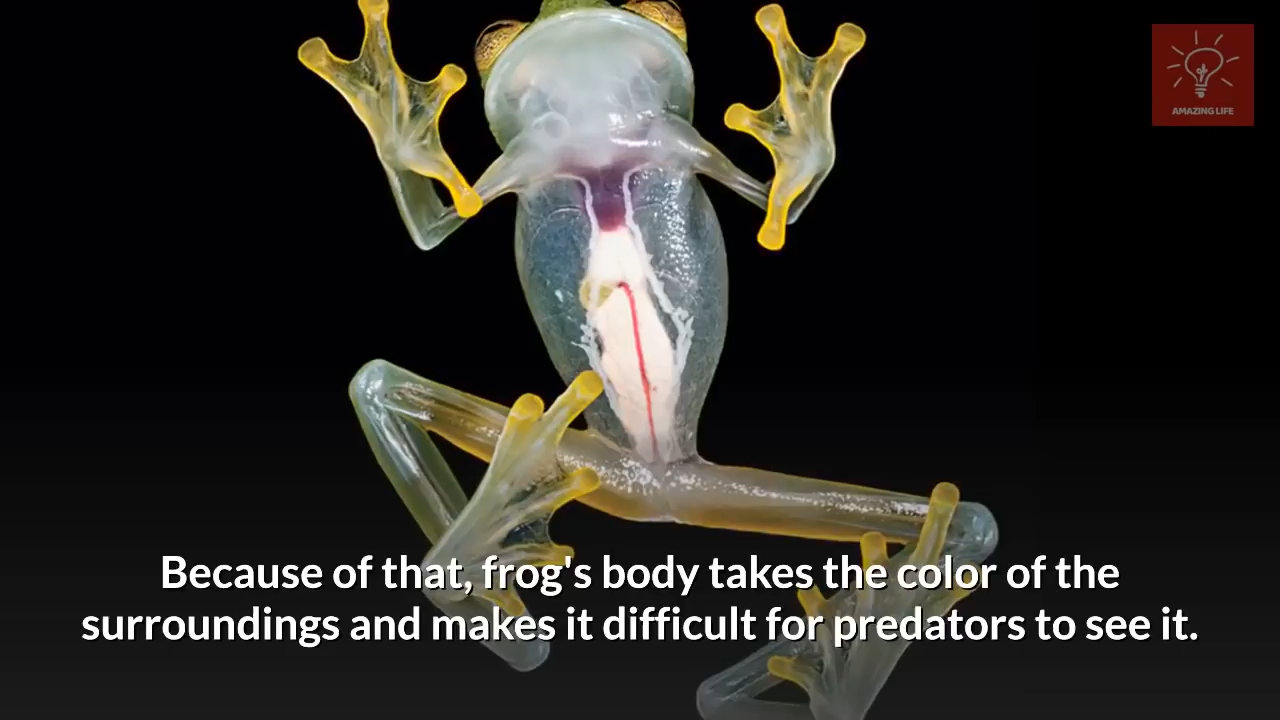 AMAZING LIFE
Because of that, frog's body takes the color of the
surroundings and makes it difficult for predators to see it.